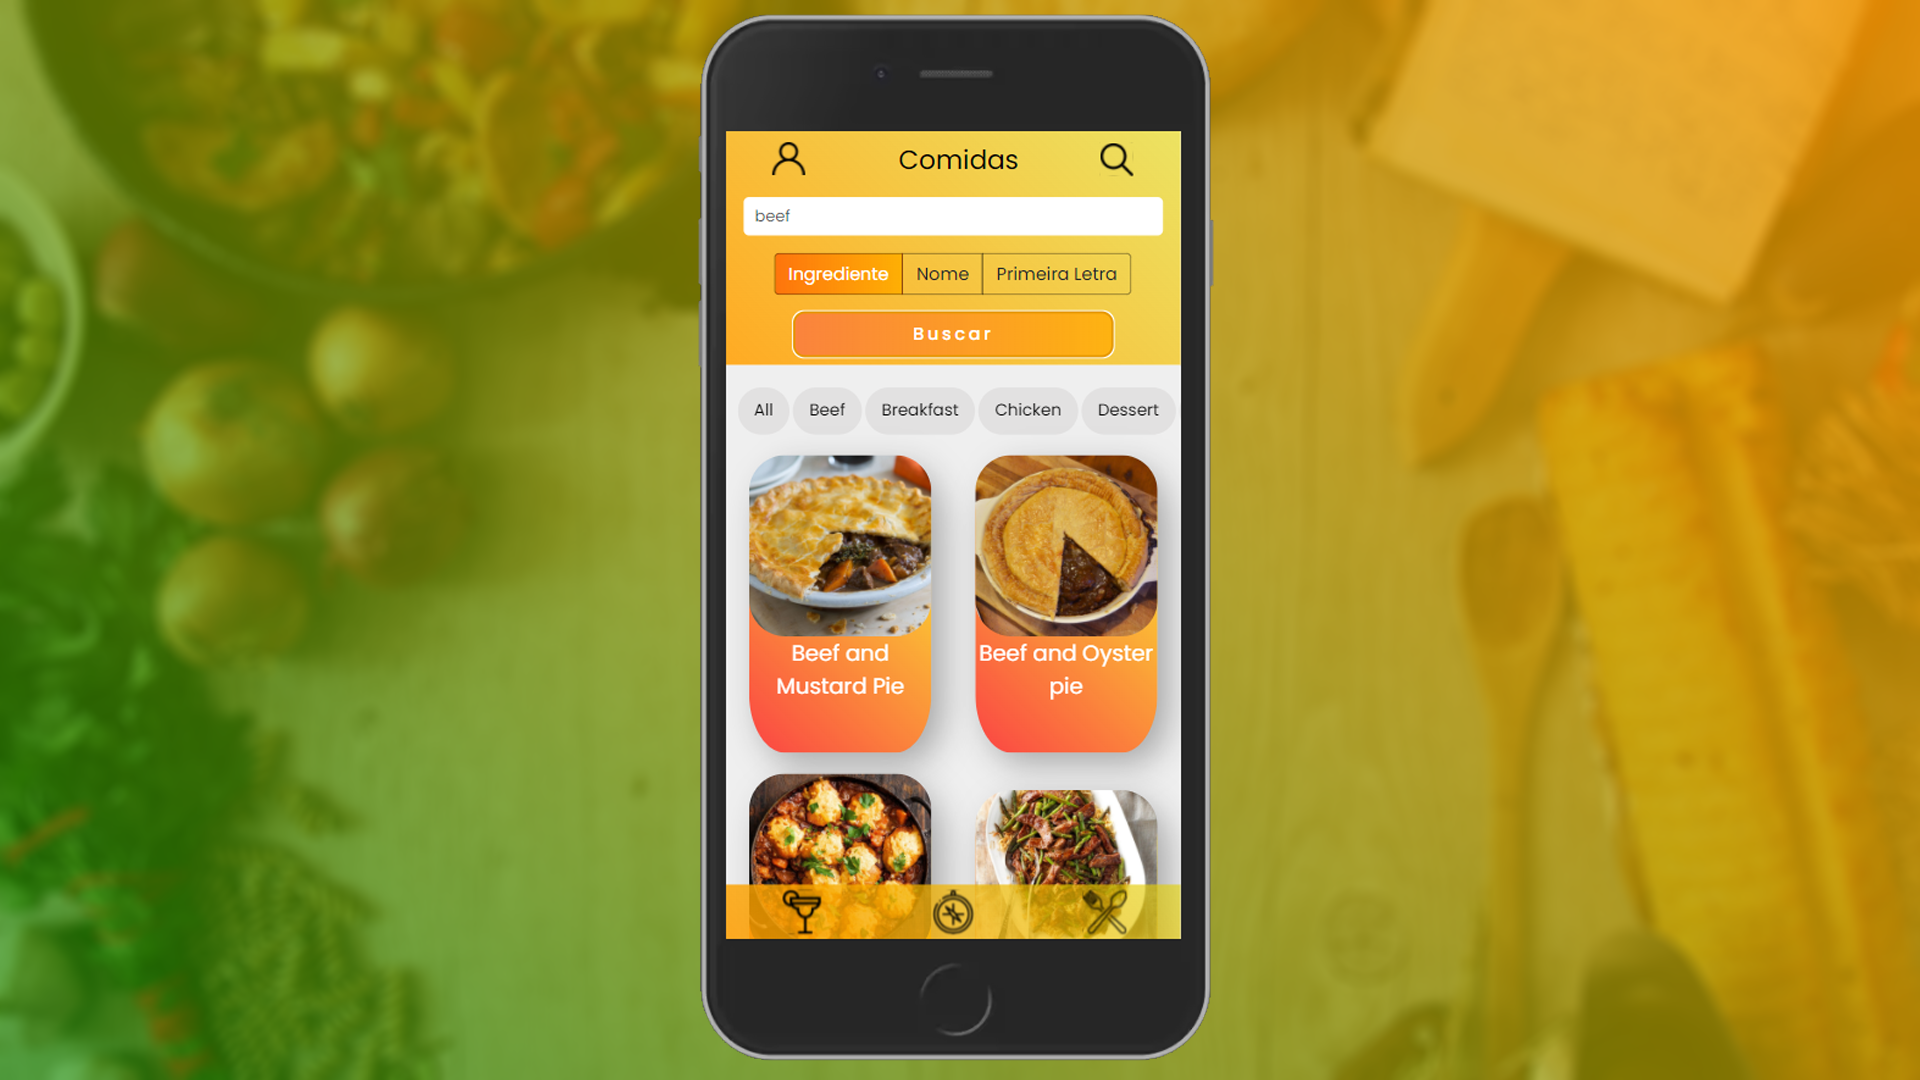 Comidas
beef
Ingrediente Nome Primeira Letra
Buscar
All Beef Breakfast Chicken Dessert
Beef and Beef and Oyster
Mustard Pie pie